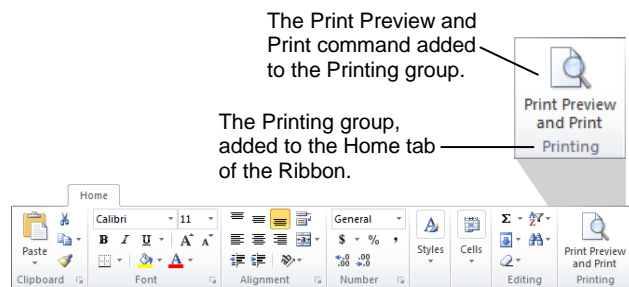 The Print Preview and
Print command added
to the Printing group.
Print Preview
and Print
Printing
The Printing group,
added to the Home tab
of the Ribbon.
Home
Calibri 11 General
B I U A A $ % ,
Paste Styles Cells Print Preview
and Print
A .0 .00 .00 .0
Clipboard Font Alignment Number Editing Printing